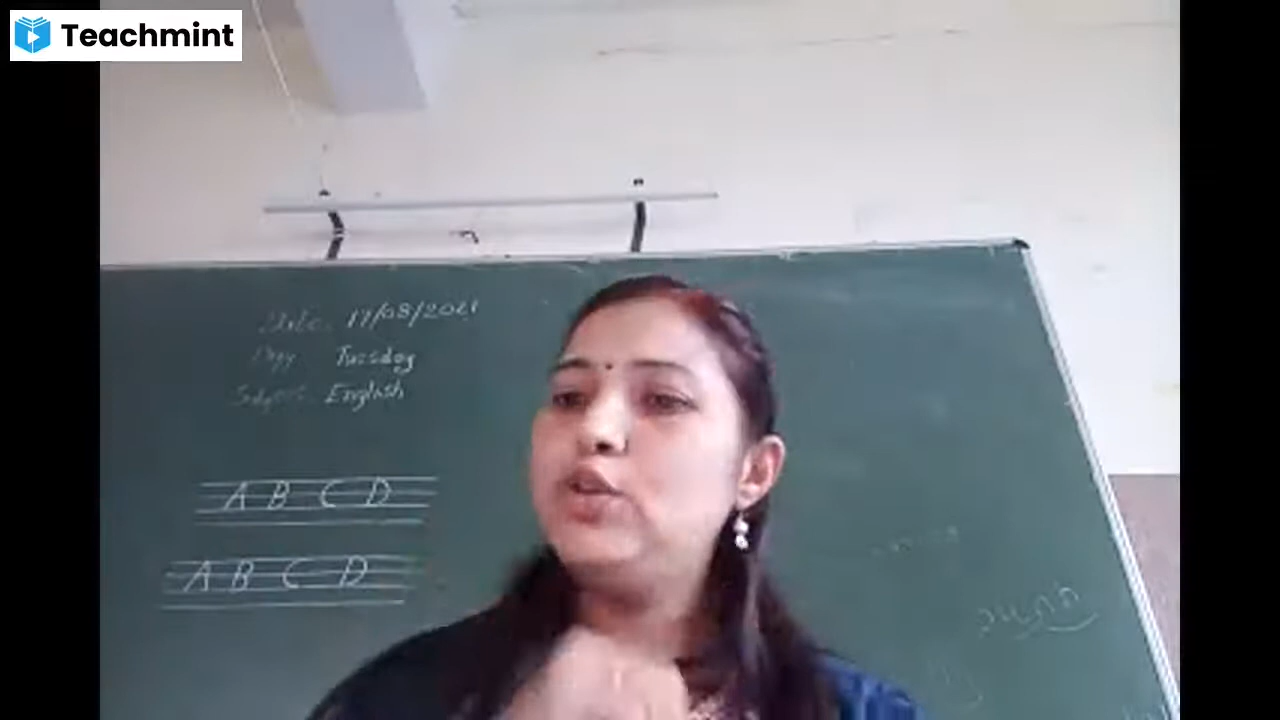 Teachmint
Date. 17/08/2021
Day Tuesday
Subject English
A B C D
A B C D